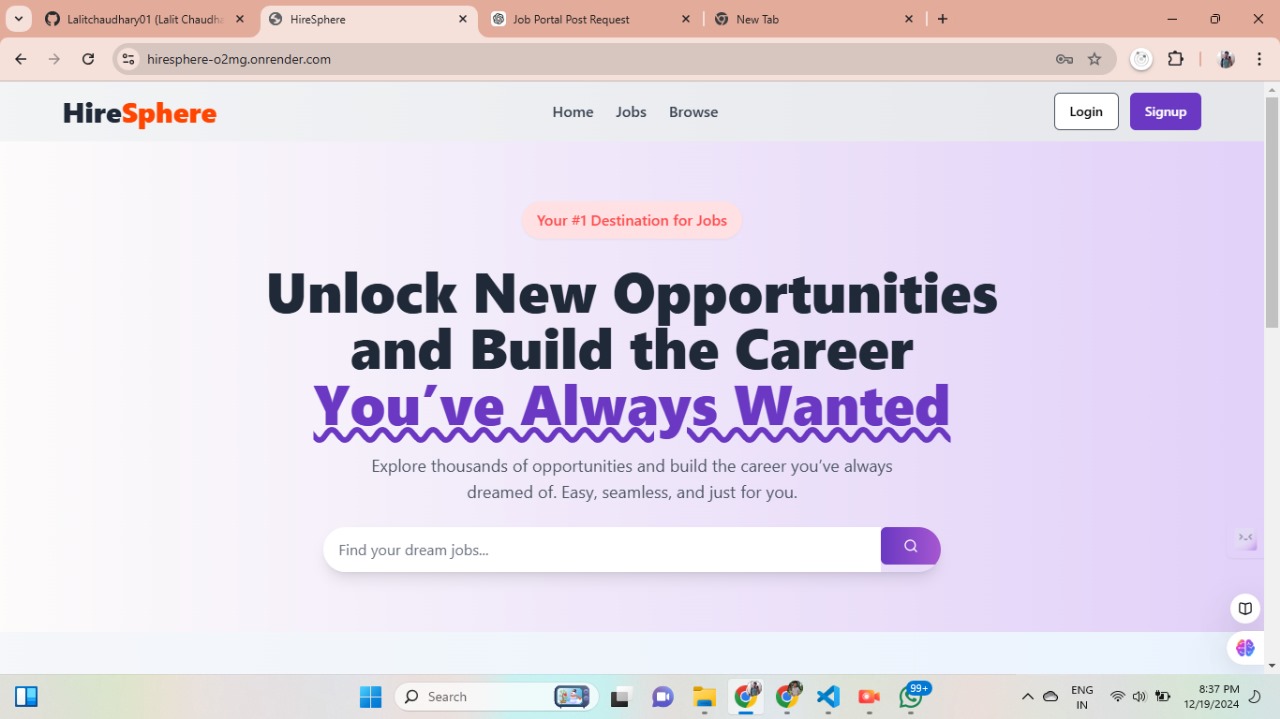 Lalitchaudhary01 (Lalit Chaudha
HireSphere
Job Portal Post Request
New Tab
hiresphere-o2mg.onrender.com
HireSphere
Home
Jobs
Browse
Login
Signup
Your #1 Destination for Jobs
Unlock New Opportunities
and Build the Career
You’ve Always Wanted
Explore thousands of opportunities and build the career you’ve always
dreamed of. Easy, seamless, and just for you.
Find your dream jobs...
Search
99+
ENG
IN
8:37 PM
12/19/2024